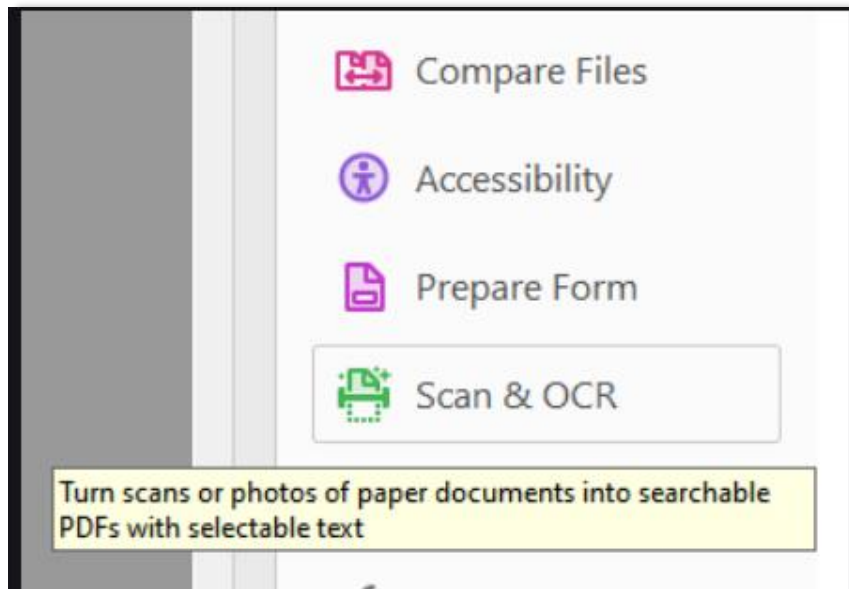 Compare Files
Accessibility
Prepare Form
Scan & OCR
Turn scans or photos of paper documents into searchable
PDFs with selectable text